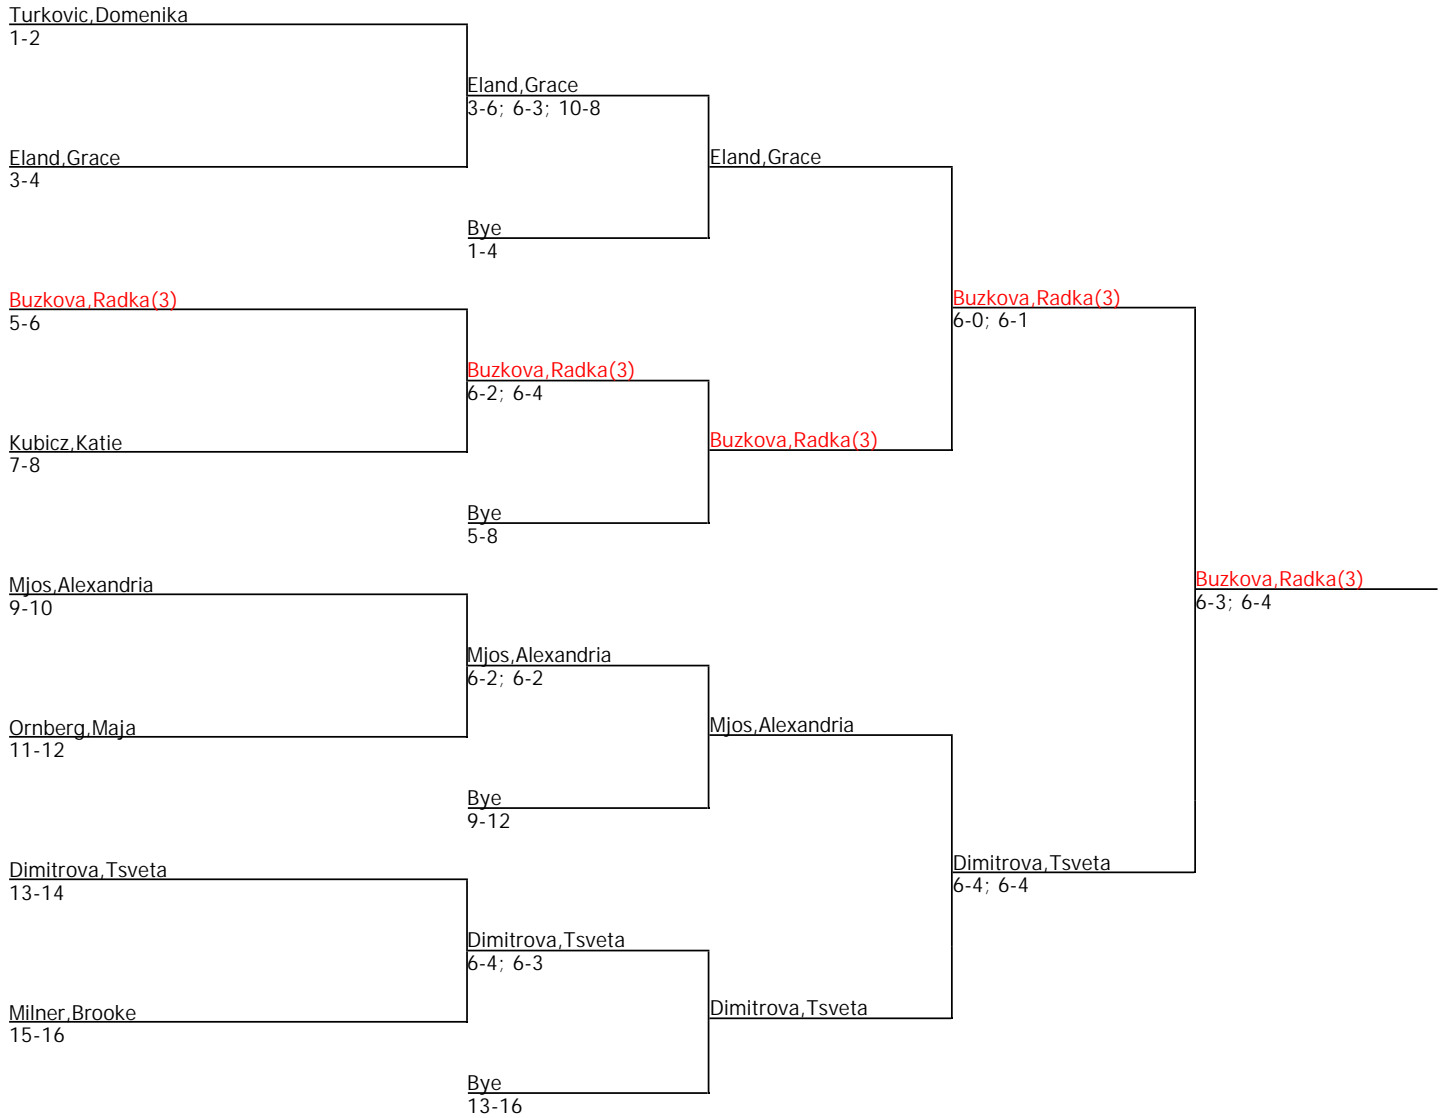 Turkovic,Domenika
1-2
Eland,Grace
3-6; 6-3; 10-8
Eland,Grace
3-4
Eland,Grace
Bye
1-4
Buzkova,Radka(3)
5-6
Buzkova,Radka(3)
6-0; 6-1
Buzkova,Radka(3)
6-2; 6-4
Kubicz,Katie
7-8
Buzkova,Radka(3)
Bye
5-8
Mjos,Alexandria
9-10
Buzkova,Radka(3)
6-3; 6-4
Mjos,Alexandria
6-2; 6-2
Ornberg,Maja
11-12
Mjos,Alexandria
Bye
9-12
Dimitrova,Tsveta
13-14
Dimitrova,Tsveta
6-4; 6-4
Dimitrova,Tsveta
6-4; 6-3
Milner,Brooke
15-16
Dimitrova,Tsveta
Bye
13-16